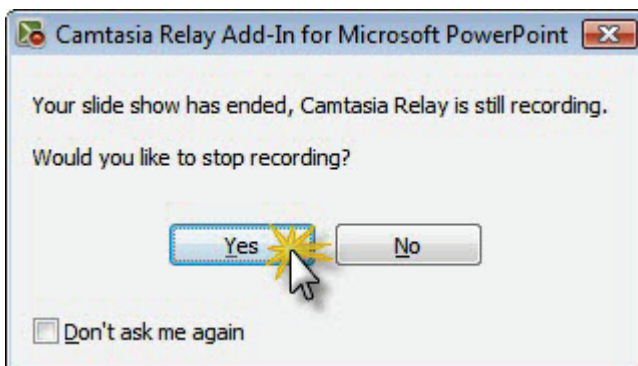 Camtasia Relay Add-In for Microsoft PowerPoint
Your slide show has ended, Camtasia Relay is still recording.
Would you like to stop recording?
Yes No
Don't ask me again